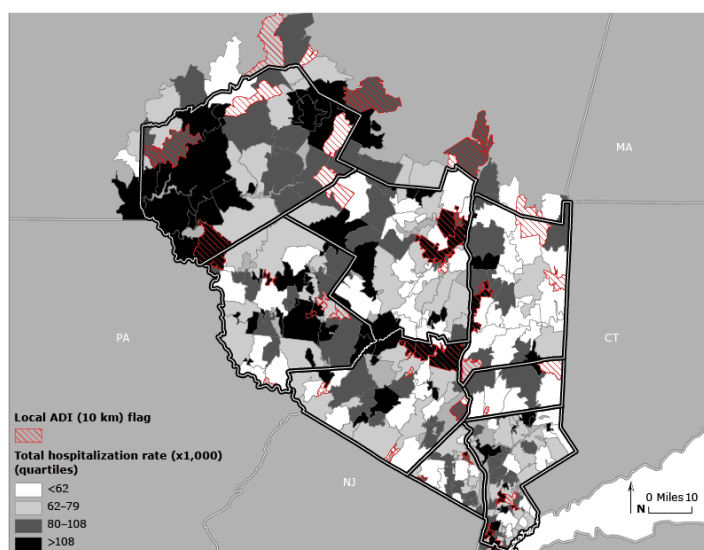 MA
PA
CT
NJ
Local ADI (10 km) flag
Total hospitalization rate (x1,000)
(quartiles)
<62
62–79
80–108
>108
0 Miles 10
N